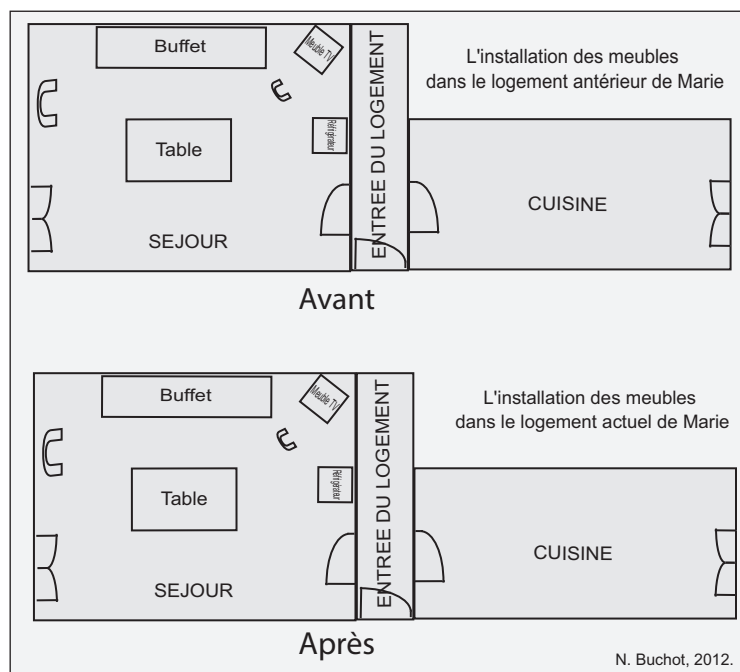 Buffet
Meuble TV
Réfrigérateur
Table
SEJOUR
ENTREE DU LOGEMENT
CUISINE
L'installation des meubles
dans le logement antérieur de Marie
Avant
Buffet
Meuble TV
Réfrigérateur
Table
SEJOUR
ENTREE DU LOGEMENT
CUISINE
L'installation des meubles
dans le logement actuel de Marie
Après
N. Buchot, 2012.